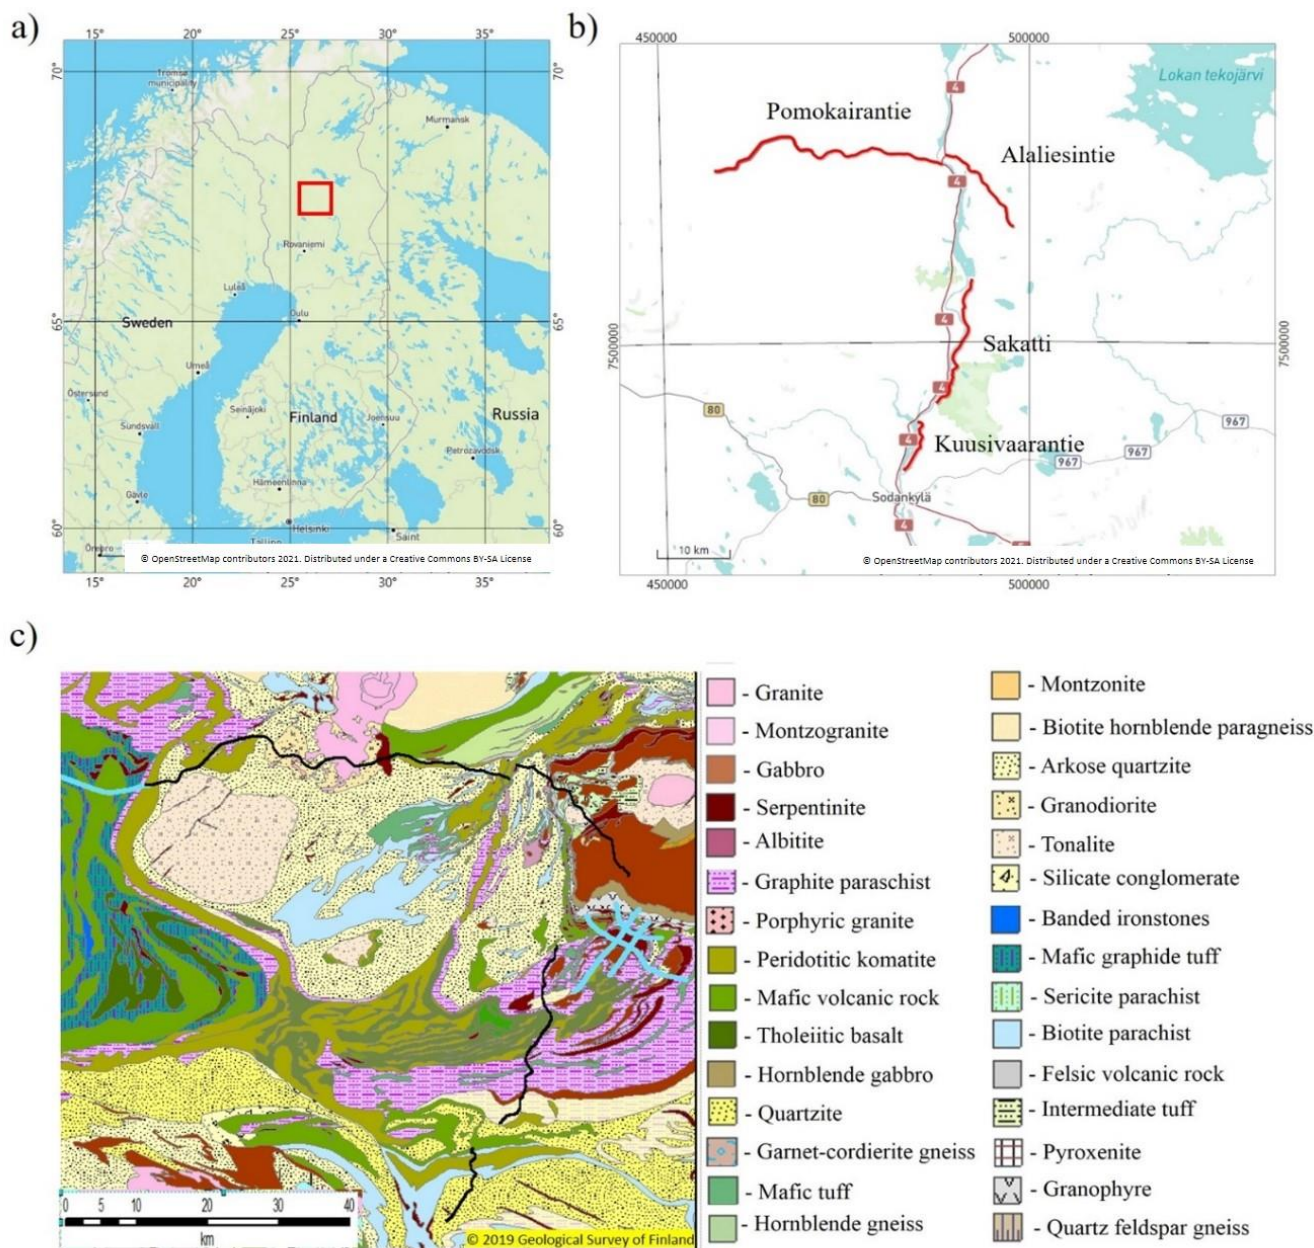 a)
15°
20°
25°
30°
35°
70°
70°
Tromsø
municipality
Murmansk
Rovaniemi
Luleå
Oulu
65°
Sweden
65°
Umeå
Östersund
Seinäjoki
Finland
Joensuu
Russia
Sundsvall
Petrozavodsk
Hämeenlinna
Gävle
60°
Helsinki
60°
Saint
Örebro
Tallinn
© OpenStreetMap contributors 2021. Distributed under a Creative Commons BY-SA License
15°
20°
25°
30°
35°
b)
450000
500000
Lokan tekojärvi
4
Pomokairantie
Alaliesintie
4
4
7500000
Sakatti
7500000
4
80
967
4
Kuusivaarantie
967
967
80
Sodankylä
4
10 km
© OpenStreetMap contributors 2021. Distributed under a Creative Commons BY-SA License
450000
500000
c)
0 5 10 20 30 40
km
© 2019 Geological Survey of Finland
- Granite
- Montzogranite
- Gabbro
- Serpentinite
- Albitite
- Graphite paraschist
- Porphyric granite
- Peridotitic komatite
- Mafic volcanic rock
- Tholeiitic basalt
- Hornblende gabbro
- Quartzite
- Garnet-cordierite gneiss
- Mafic tuff
- Hornblende gneiss
- Montzonite
- Biotite hornblende paragneiss
- Arkose quartzite
- Granodiorite
- Tonalite
- Silicate conglomerate
- Banded ironstones
- Mafic graphide tuff
- Sericite parachist
- Biotite parachist
- Felsic volcanic rock
- Intermediate tuff
- Pyroxenite
- Granophyre
- Quartz feldspar gneiss